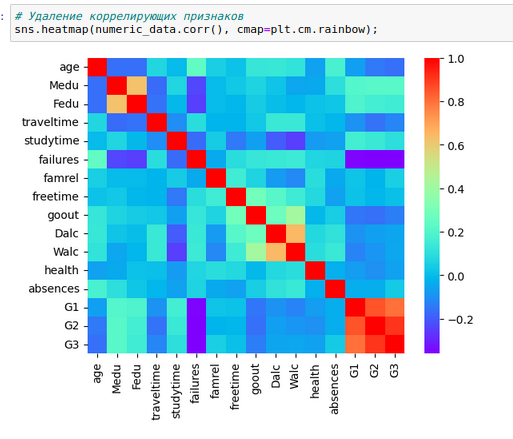 :
# Удаление коррелирующих признаков
sns.heatmap(numeric_data.corr(), cmap=plt.cm.rainbow);
age
Medu
Fedu
traveltime
studytime
failures
famrel
freetime
goout
Dalc
Walc
health
absences
G1
G2
G3
age
Medu
Fedu
traveltime
studytime
failures
famrel
freetime
goout
Dalc
Walc
health
absences
G1
G2
G3
1.0
0.8
0.6
0.4
0.2
0.0
−0.2